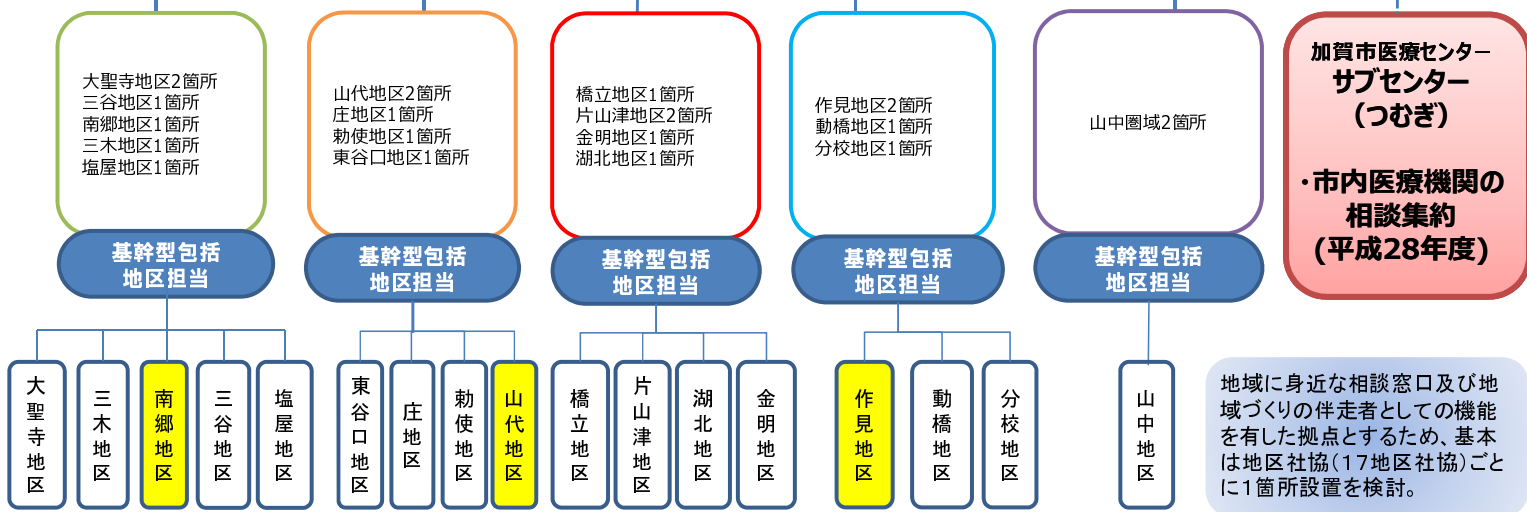 大聖寺地区2箇所
三谷地区1箇所
南郷地区1箇所
三木地区1箇所
塩屋地区1箇所
山代地区2箇所
庄地区1箇所
勅使地区1箇所
東谷口地区1箇所
橋立地区1箇所
片山津地区2箇所
金明地区1箇所
湖北地区1箇所
作見地区2箇所
動橋地区1箇所
分校地区1箇所
山中圏域2箇所
加賀市医療センター
サブセンター
（つむぎ）
・市内医療機関の
相談集約
(平成28年度)
基幹型包括
地区担当
基幹型包括
地区担当
基幹型包括
地区担当
基幹型包括
地区担当
基幹型包括
地区担当
大聖寺地区
三木地区
南郷地区
三谷地区
塩屋地区
東谷口地区
庄地区
勅使地区
山代地区
橋立地区
片山津地区
湖北地区
金明地区
作見地区
動橋地区
分校地区
山中地区
地域に身近な相談窓口及び地
域づくりの伴走者としての機能
を有した拠点とするため、基本
は地区社協（１７地区社協）ごと
に１箇所設置を検討。